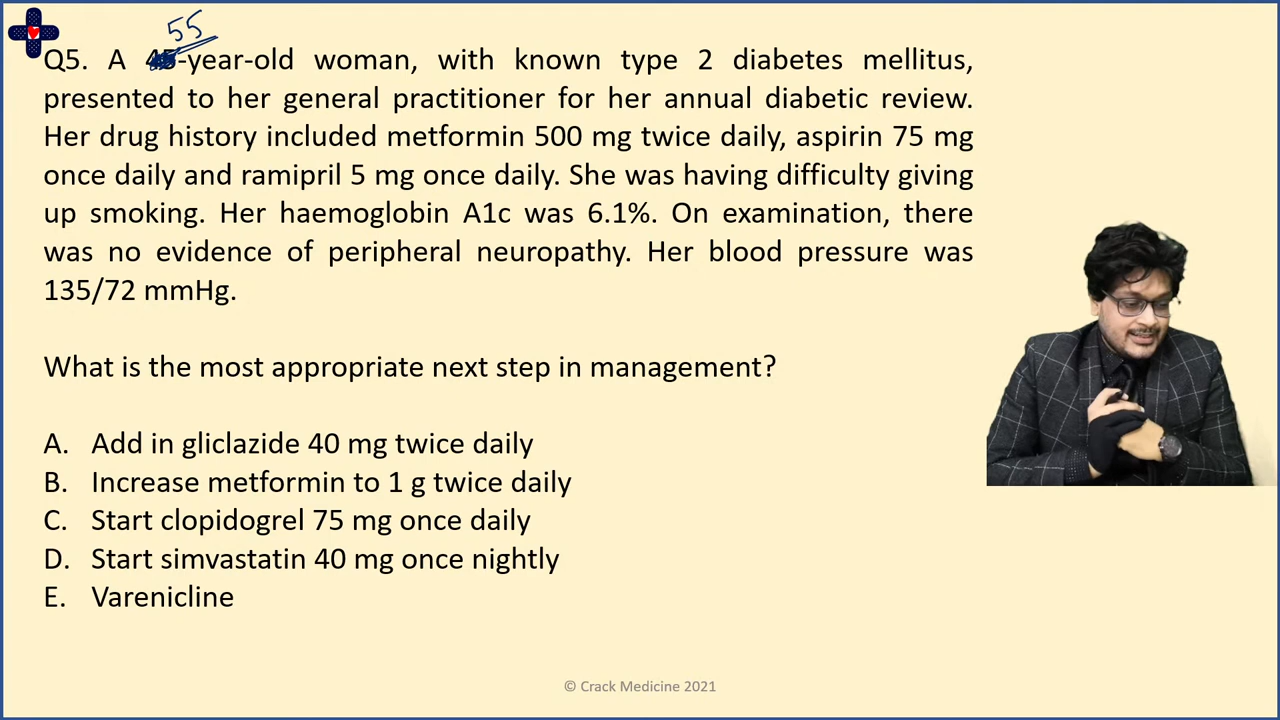 55
Q5. A 45-year-old woman, with known type 2 diabetes mellitus,
presented to her general practitioner for her annual diabetic review.
Her drug history included metformin 500 mg twice daily, aspirin 75 mg
once daily and ramipril 5 mg once daily. She was having difficulty giving
up smoking. Her haemoglobin A1c was 6.1%. On examination, there
was no evidence of peripheral neuropathy. Her blood pressure was
135/72 mmHg.
What is the most appropriate next step in management?
A. Add in gliclazide 40 mg twice daily
B. Increase metformin to 1 g twice daily
C. Start clopidogrel 75 mg once daily
D. Start simvastatin 40 mg once nightly
E. Varenicline
© Crack Medicine 2021